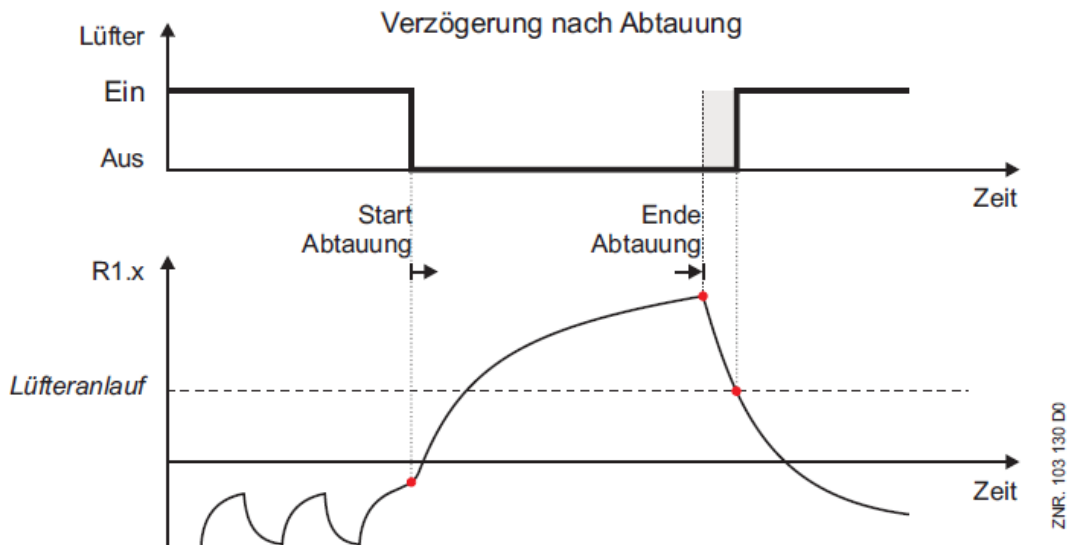 Verzögerung nach Abtauung
Lüfter
Ein
Aus
Zeit
Start
Abtauung
Ende
Abtauung
R1.x
Lüfteranlauf
Zeit
ZNR. 103 130 D0